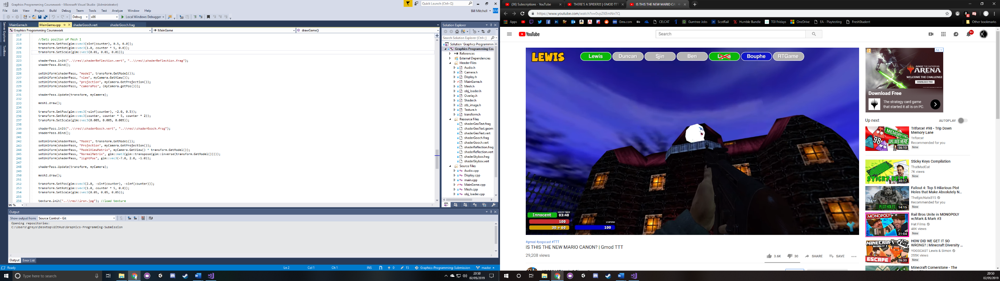 Graphics Programming Coursework - Microsoft Visual Studio (Administrator)
Quick Launch (Ctrl+Q)
File Edit View Project Build Debug Team Tools Test Analyze Window Help
Bill Mitchell BM
Debug x86 Local Windows Debugger
Server Explorer
Toolbox
MainGame.h MainGame.cpp shaderGooch.vert shaderGooch.frag
Graphics Programming Coursework MainGame drawGame()
217
218 //Sets positon of Mesh 1
219 transform.SetPos(glm::vec3(sinf(counter), 0.5, 0.0));
220 transform.SetRot(glm::vec3(1.0, counter * 5, 0.0));
221 transform.SetScale(glm::vec3(0.01, 0.01, 0.01));
222
223 shaderPass.init("..\\res\\shaderReflection.vert", "..\\res\\shaderReflection.frag");
224 shaderPass.Bind();
225
226 setUniform(shaderPass, "model", transform.GetModel());
227 setUniform(shaderPass, "view", myCamera.GetView());
228 setUniform(shaderPass, "projection", myCamera.GetProjection());
229 setUniform(shaderPass, "cameraPos", (myCamera.getPos()));
230
231 shaderPass.Update(transform, myCamera);
232
233 mesh1.draw();
234
235 transform.SetPos(glm::vec3(-sinf(counter), -2.0, 0.5));
236 transform.SetRot(glm::vec3(counter, counter * 5, counter * 2));
237 transform.SetScale(glm::vec3(0.005, 0.005, 0.005));
238
239 shaderPass.init("..\\res\\shaderGooch.vert", "..\\res\\shaderGooch.frag");
240 shaderPass.Bind();
241
242 setUniform(shaderPass, "Model", transform.GetModel());
243 setUniform(shaderPass, "Projection", myCamera.GetProjection());
244 setUniform(shaderPass, "ModelViewMatrix", myCamera.GetView() * transform.GetModel());
245 setUniform(shaderPass, "NormalMatrix", glm::mat3(glm::transpose(glm::inverse(transform.GetModel()))));
246 setUniform(shaderPass, "lightPos", glm::vec3(-7.0, 2.0, -1.0));
247
248 shaderPass.Update(transform, myCamera);
249
250 mesh2.draw();
251
252 transform.SetPos(glm::vec3(2.0, -sinf(counter), -sinf(counter)));
253 transform.SetRot(glm::vec3(1.0, counter * 5, 0.0));
254 transform.SetScale(glm::vec3(0.05, 0.05, 0.05));
255
256 texture.init("..\\res\\iron.jpg"); //load texture
96 %
Solution Explorer
Search Solution Explorer (Ctrl+;)
Solution 'Graphics Programmin
Graphics Programming Cou
References
External Dependencies
Header Files
Audio.h
Camera.h
Display.h
MainGame.h
Mesh.h
obj_loader.h
Overlay.h
Shader.h
stb_image.h
Texture.h
transform.h
Resource Files
shaderGeoText.frag
shaderGeoText.geom
shaderGeoText.vert
shaderGooch.frag
shaderGooch.vert
shaderReflection.frag
shaderReflection.vert
shaderSkybox.frag
shaderSkybox.vert
Source Files
Audio.cpp
Display.cpp
main.cpp
MainGame.cpp
Mesh.cpp
obj_loader.cpp
Output
Show output from: Source Control - Git
Opening repositories:
C:\Users\greys\Desktop\GitHub\Graphics-Programming-Submission
Output Error List
Ready Ln 2 Col 1 Ch 1 INS 0 15 Graphics-Programming-Submission master
Type here to search
20:50
02/05/2019
(36) Subscriptions - YouTube THERE'S A SPIDER!!! | GMOD TTT IS THIS THE NEW MARIO CA
https://www.youtube.com/watch?v=0vpZKEmNnTQ
Apps Gmx.com Bb CELCAT Gumtree Jobs ScotRail Humble Bundle TGI Fridays OneDrive EA - Playtesting FreshStudent Other bookmarks
YouTube
Search
9+
LEWIS
Lewis Duncan Sjin Ben Lydia Bouphe RTGame
Innocent HASTE MODE 03:40
100
30 + 60
STAMINA
100
#gmod #yogscast #TTT
IS THIS THE NEW MARIO CANON? | Gmod TTT
29,208 views
3.6K 30 SHARE SAVE
Ad
MAGIC THE GATHERING
ARENA
WELCOME THE CHALLENGE
DOWNLOAD FREE
Download Free
The strategy card game
that started it all is on PC.
Up next AUTOPLAY
MEMORY LANE
98
56:10
Triforce! #98 - Trip Down
Memory Lane
Triforce!
Recommended for you
New
STICKY KEYS
30:17
Sticky Keys Compilation
ThatMadCat
7K views
New
PLOT HOLES
14:15
Fallout 4: Top 5 Hilarious Plot
Holes that Make Absolutely N...
TheEpicNate315
Recommended for you
New
MONOPOLY
21:04
Rail Bros Unite in MONOPOLY
w/Mark & Mark #3
Hat Films
48K views
New
MINECRAFT
I DID A BAD!
ESCAPE
26:30
HOW DID WE GET IT SO
WRONG? | Minecraft Diversity ...
YOGSCAST Lewis & Simon
255K views
New
Minecraft Cornerstone - The
20:50
02/05/2019